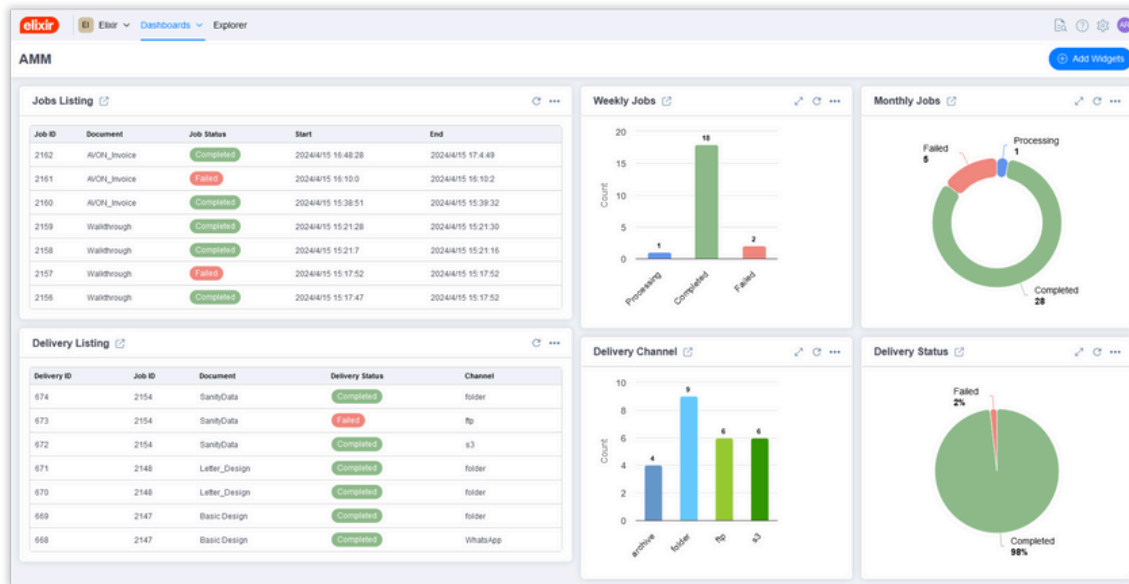 elixir EI Elixir Dashboards Explorer AR
AMM Add Widgets
Jobs Listing
Job ID Document Job Status Start End
2162 AVON_Invoice Completed 2024/4/15 16:48:28 2024/4/15 17:4:49
2161 AVON_Invoice Failed 2024/4/15 16:10:0 2024/4/15 16:10:2
2160 AVON_Invoice Completed 2024/4/15 15:38:51 2024/4/15 15:39:32
2159 Walkthrough Completed 2024/4/15 15:21:28 2024/4/15 15:21:30
2158 Walkthrough Completed 2024/4/15 15:21:7 2024/4/15 15:21:16
2157 Walkthrough Failed 2024/4/15 15:17:52 2024/4/15 15:17:52
2156 Walkthrough Completed 2024/4/15 15:17:47 2024/4/15 15:17:52
Weekly Jobs
Count
20
15
10
5
0
1 18 2
Processing Completed Failed
Monthly Jobs
Processing
1
Failed
5
Completed
28
Delivery Listing
Delivery ID Job ID Document Delivery Status Channel
674 2154 SanityData Completed folder
673 2154 SanityData Failed ftp
672 2154 SanityData Completed s3
671 2148 Letter_Design Completed folder
670 2148 Letter_Design Completed folder
669 2147 Basic Design Completed folder
668 2147 Basic Design Completed WhatsApp
Delivery Channel
Count
10
8
6
4
2
0
4 9 6 6
archive folder ftp s3
Delivery Status
Failed
2%
Completed
98%